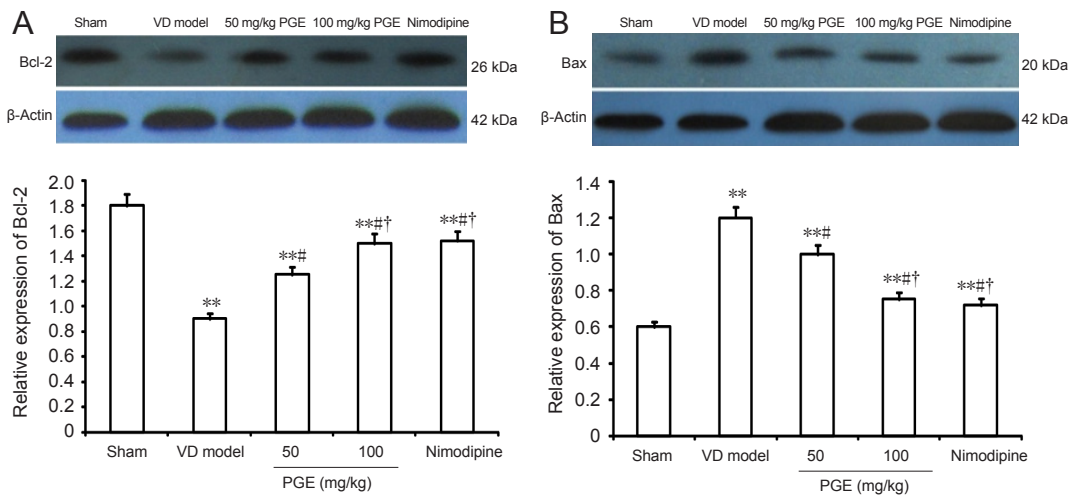 A
Sham VD model 50 mg/kg PGE 100 mg/kg PGE Nimodipine
Bcl-2
26 kDa
β-Actin
42 kDa
Relative expression of Bcl-2
2.0
1.8
1.6
1.4
1.2
1.0
0.8
0.6
0.4
0.2
0
**
**#
**#†
**#†
Sham VD model 50 100 Nimodipine
PGE (mg/kg)
B
Sham VD model 50 mg/kg PGE 100 mg/kg PGE Nimodipine
Bax
20 kDa
β-Actin
42 kDa
Relative expression of Bax
1.4
1.2
1.0
0.8
0.6
0.4
0.2
0
**
**#
**#†
**#†
Sham VD model 50 100 Nimodipine
PGE (mg/kg)